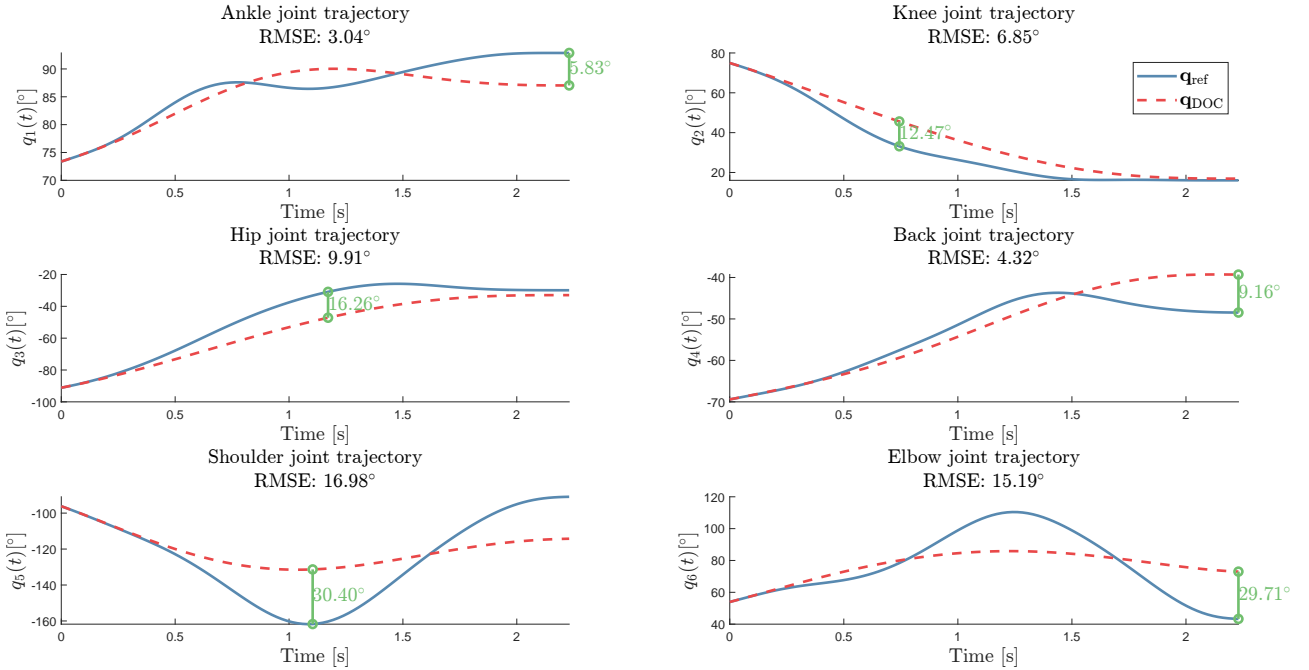 Ankle joint trajectory
RMSE: 3.04°
q₁(t)[°]
90
85
80
75
70
0
0.5
1
1.5
2
Time [s]
5.83°
Knee joint trajectory
RMSE: 6.85°
q₂(t)[°]
80
60
40
20
0
0.5
1
1.5
2
Time [s]
12.47°
q_ref
q_DOC
Hip joint trajectory
RMSE: 9.91°
q₃(t)[°]
-20
-40
-60
-80
-100
0
0.5
1
1.5
2
Time [s]
16.26°
Back joint trajectory
RMSE: 4.32°
q₄(t)[°]
-40
-50
-60
-70
0
0.5
1
1.5
2
Time [s]
9.16°
Shoulder joint trajectory
RMSE: 16.98°
q₅(t)[°]
-100
-120
-140
-160
0
0.5
1
1.5
2
Time [s]
30.40°
Elbow joint trajectory
RMSE: 15.19°
q₆(t)[°]
120
100
80
60
40
0
0.5
1
1.5
2
Time [s]
29.71°